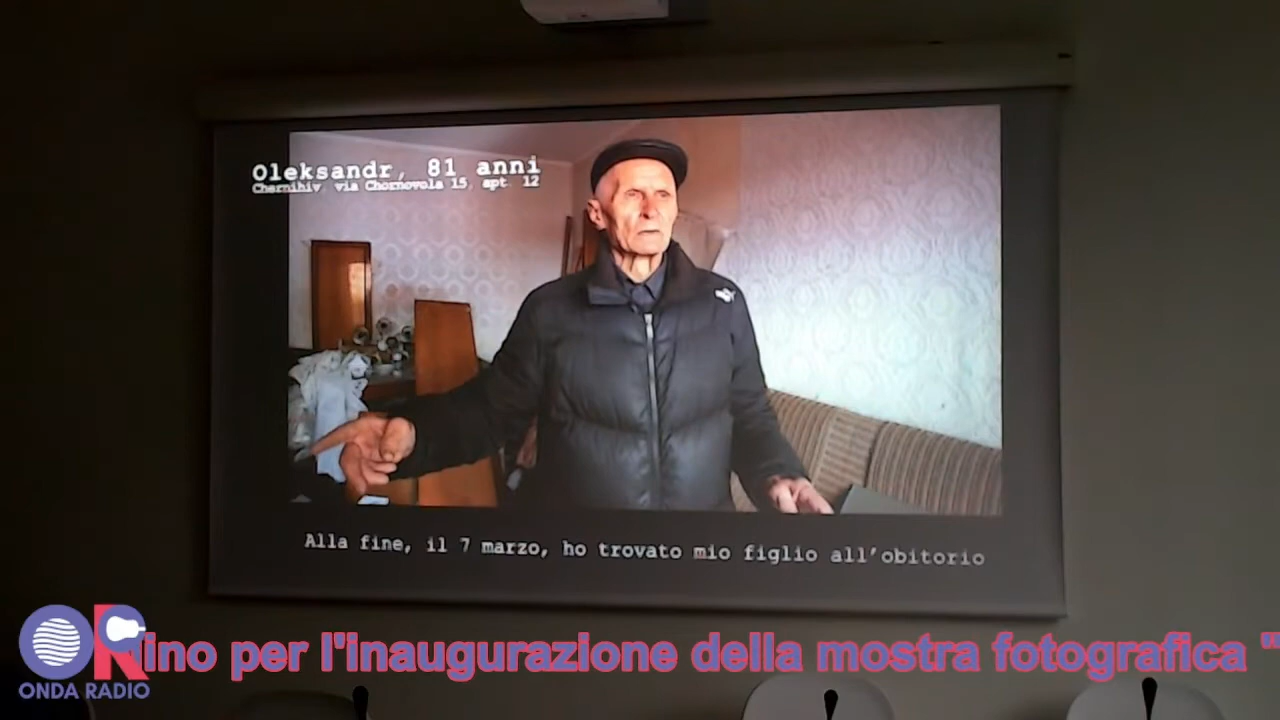 Oleksandr, 81 anni
Chernihiv via Chornovola 15, apt 12
Alla fine, il 7 marzo, ho trovato mio figlio all'obitorio
OR
ino per l'inaugurazione della mostra fotografica "
ONDA RADIO